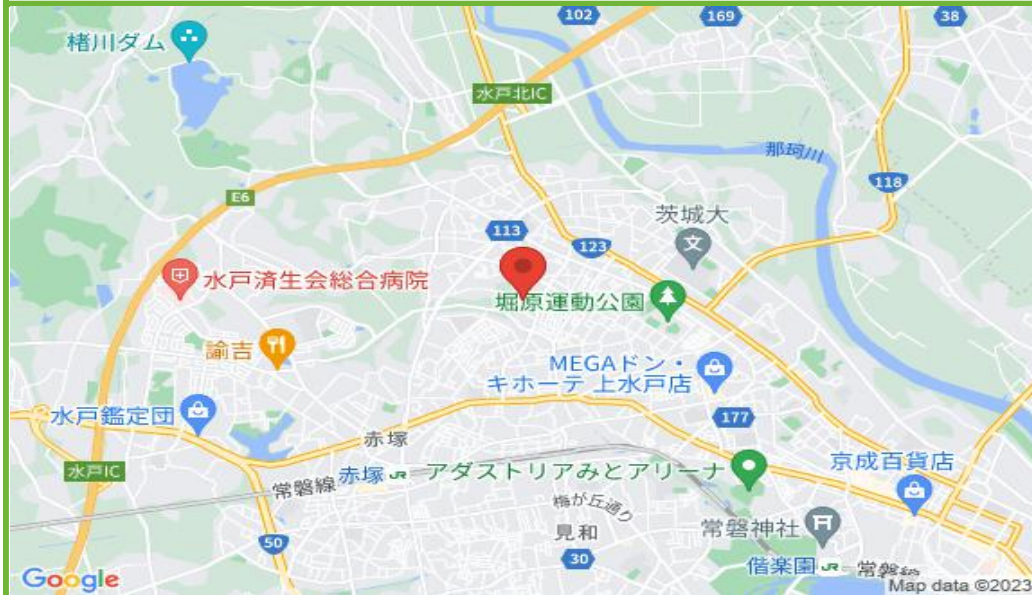 102
169
38
楮川ダム
水戸北IC
那珂川
E6
118
茨城大
113
123
水戸済生会総合病院
堀原運動公園
諭吉
MEGAドン・
キホーテ 上水戸店
水戸鑑定団
177
赤塚
水戸IC
常磐線
赤塚 JR
アダストリアみとアリーナ
京成百貨店
梅が丘通り
見和
常磐神社
50
30
偕楽園 JR
常磐線
Google
Map data ©2023